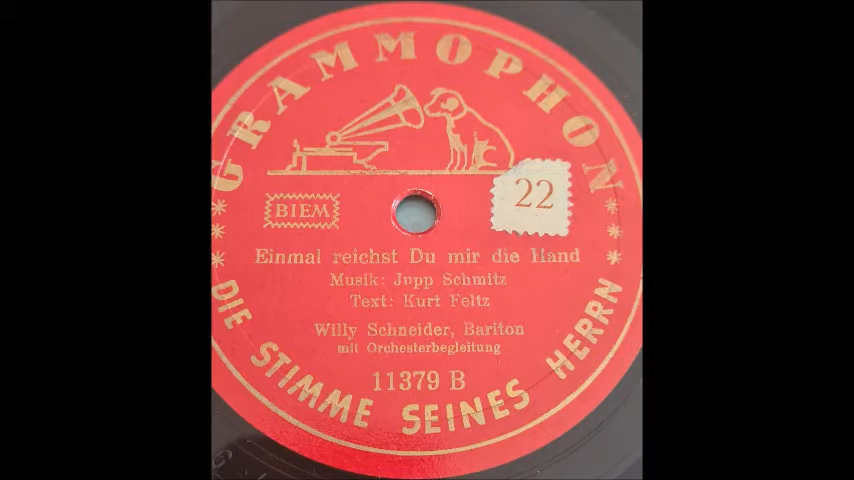 GRAMMOPHON
BIEM
22
Einmal reichst Du mir die Hand
Musik: Jupp Schmitz
Text: Kurt Feltz
Willy Schneider, Bariton
mit Orchesterbegleitung
11379 B
DIE STIMME SEINES HERRN